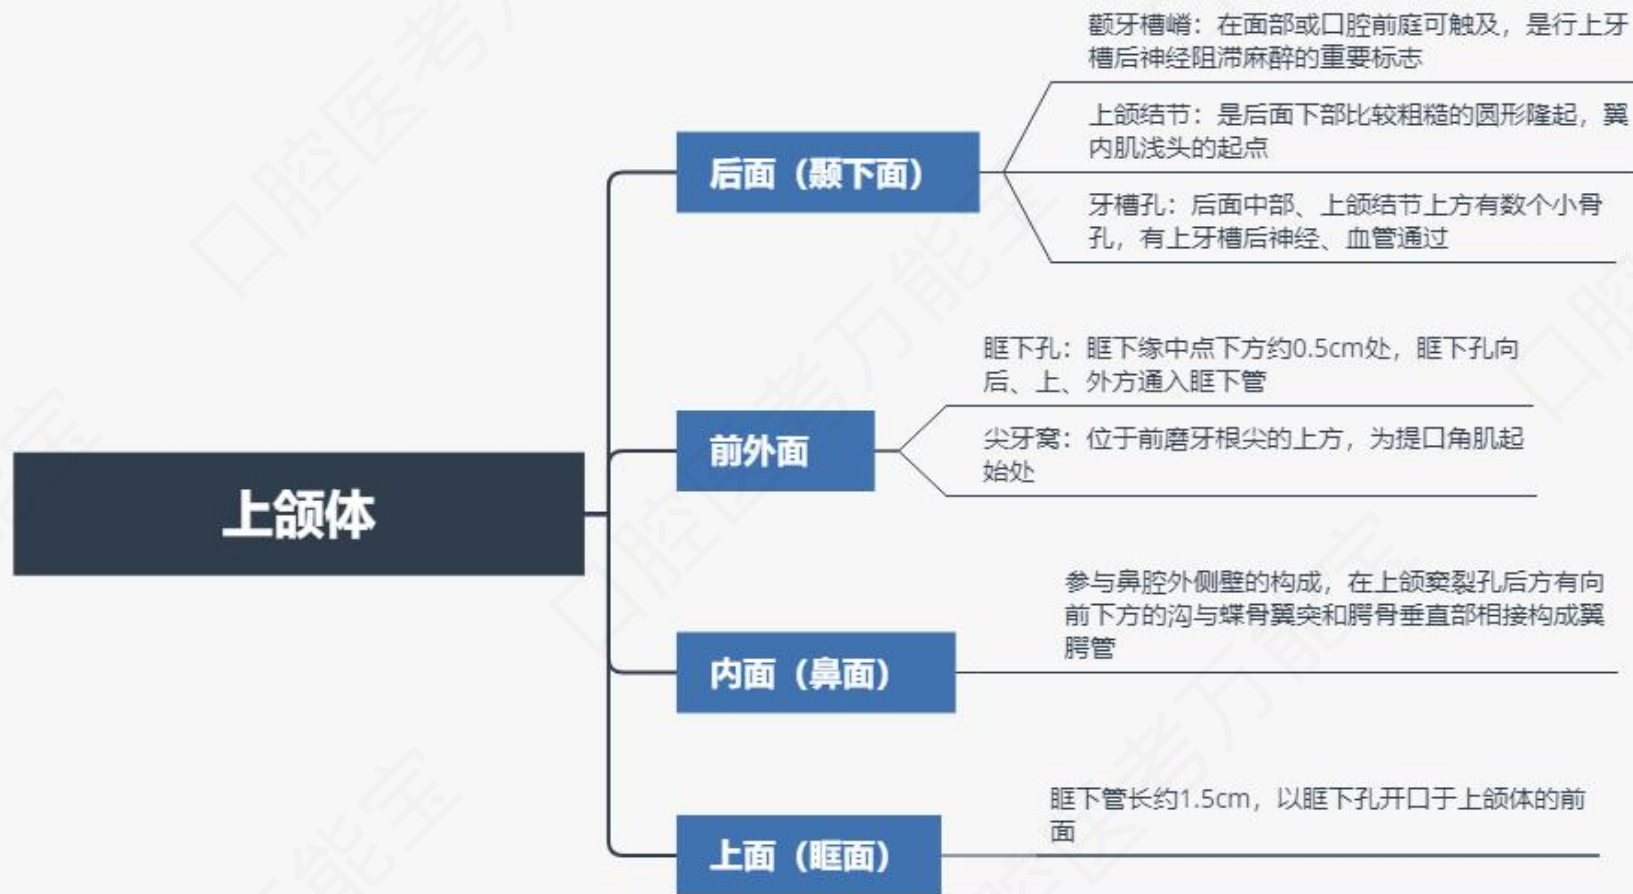 上颌体
后面（颞下面）
颧牙槽嵴：在面部或口腔前庭可触及，是行上牙
槽后神经阻滞麻醉的重要标志
上颌结节：是后面下部比较粗糙的圆形隆起，翼
内肌浅头的起点
牙槽孔：后面中部、上颌结节上方有数个小骨
孔，有上牙槽后神经、血管通过
前外面
眶下孔：眶下缘中点下方约0.5cm处，眶下孔向
后、上、外方通入眶下管
尖牙窝：位于前磨牙根尖的上方，为提口角肌起
始处
内面（鼻面）
参与鼻腔外侧壁的构成，在上颌窦裂孔后方有向
前下方的沟与蝶骨翼突和腭骨垂直部相接构成翼
腭管
上面（眶面）
眶下管长约1.5cm，以眶下孔开口于上颌体的前
面
口腔医考万能宝